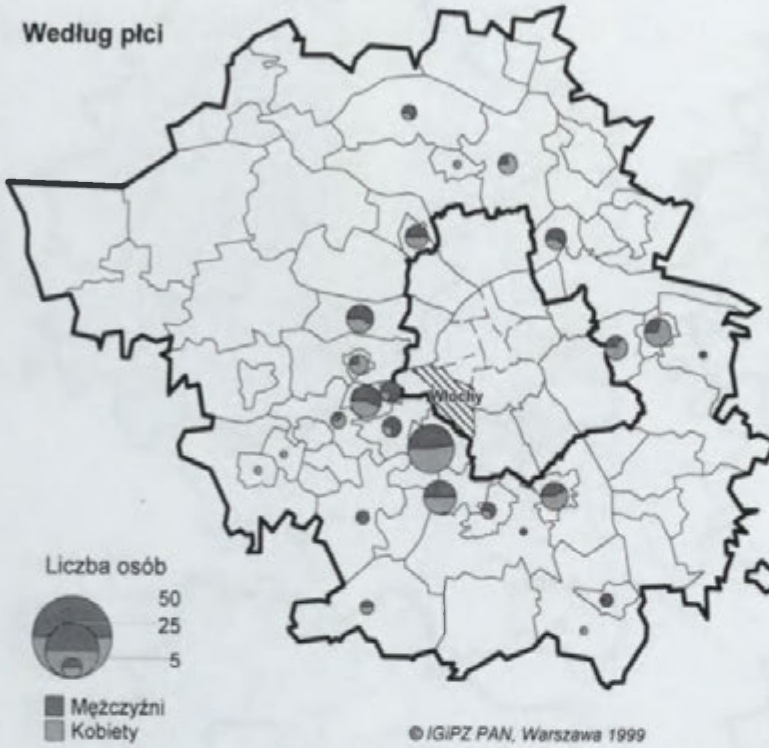 Według płci
Włochy
Liczba osób
50
25
5
Mężczyźni
Kobiety
© IGiPZ PAN, Warszawa 1999